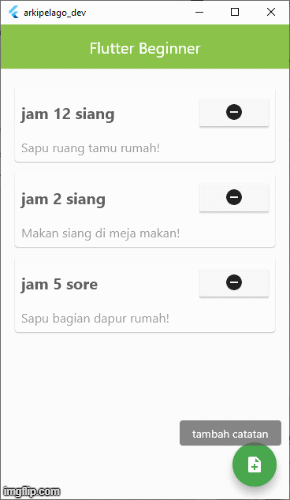 arkipelago_dev
Flutter Beginner
jam 12 siang
Sapu ruang tamu rumah!
jam 2 siang
Makan siang di meja makan!
jam 5 sore
Sapu bagian dapur rumah!
tambah catatan
imgflip.com